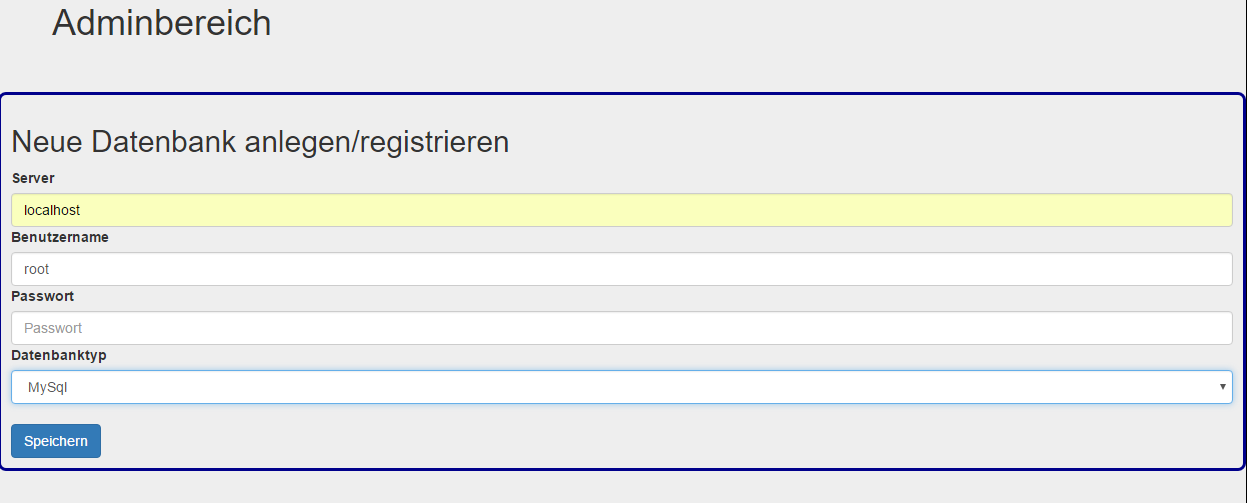 Adminbereich
Neue Datenbank anlegen/registrieren
Server
localhost
Benutzername
root
Passwort
Passwort
Datenbanktyp
MySql
Speichern